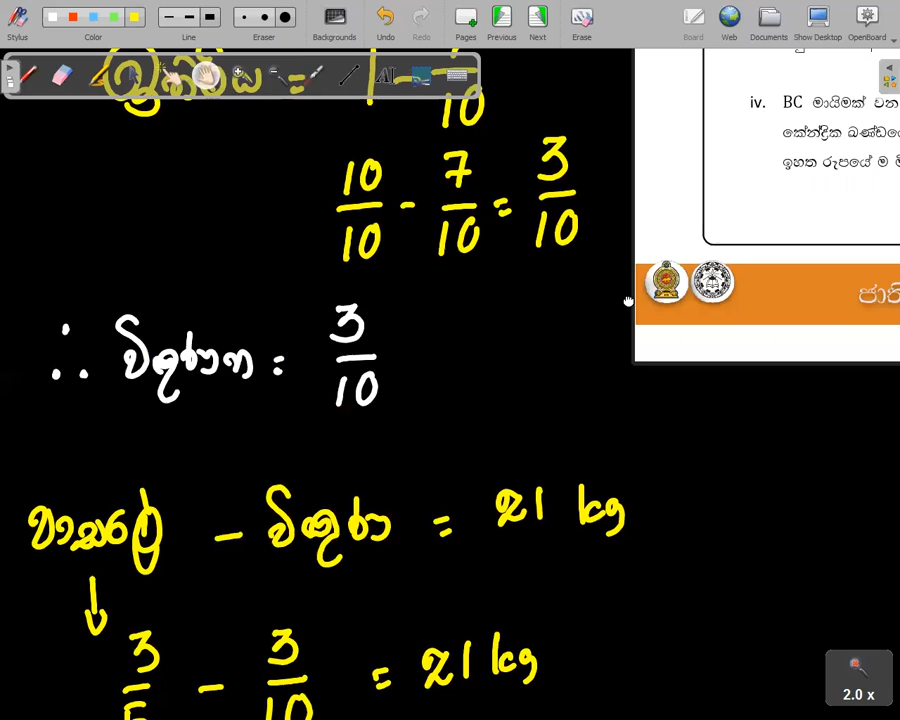 Stylus Color Line Eraser Backgrounds Undo Redo Pages Previous Next Erase Board Web Documents Show Desktop OpenBoard
10
10/10 - 7/10 = 3/10
∴ විකුරාන = 3/10
- විකුරා = 21 kg
3/5 - 3/10 = 21 kg
iv. BC මායිමක් වන
කේන්ද්‍රික ඛණ්ඩයේ
ඉහත රූපයේ ම
ජාති
2.0 x